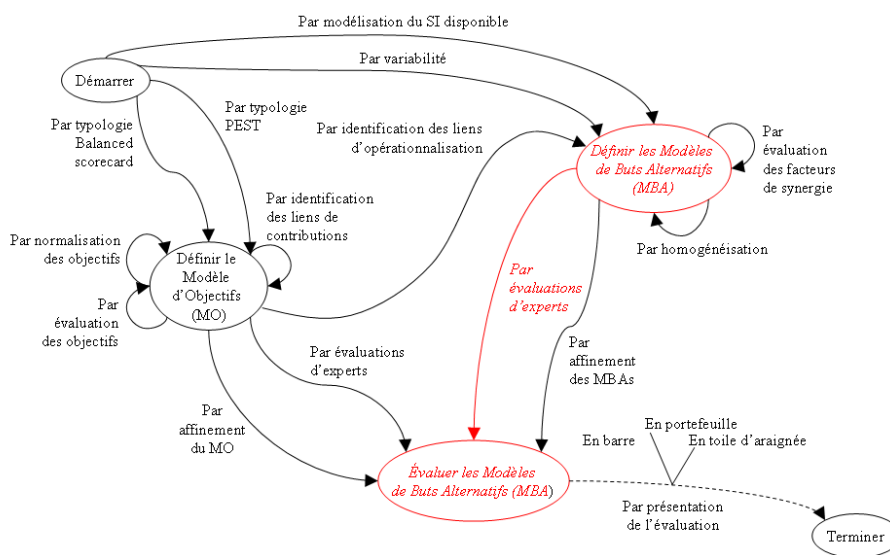 Par modélisation du SI disponible
Par variabilité
Démarrer
Par typologie
PEST
Par typologie
Balanced
scorecard
Par identification des liens
d'opérationnalisation
Définir les Modèles
de Buts Alternatifs
(MBA)
Par
évaluation
des facteurs
de synergie
Par homogénéisation
Par identification
des liens de
contributions
Par normalisation
des objectifs
Définir le
Modèle
d'Objectifs
(MO)
Par
évaluation
des objectifs
Par
évaluations
d'experts
Par évaluations
d'experts
Par
affinement
des MBAs
Par
affinement
du MO
En portefeuille
En barre
En toile d'araignée
Évaluer les Modèles
de Buts Alternatifs (MBA)
Par présentation
de l'évaluation
Terminer